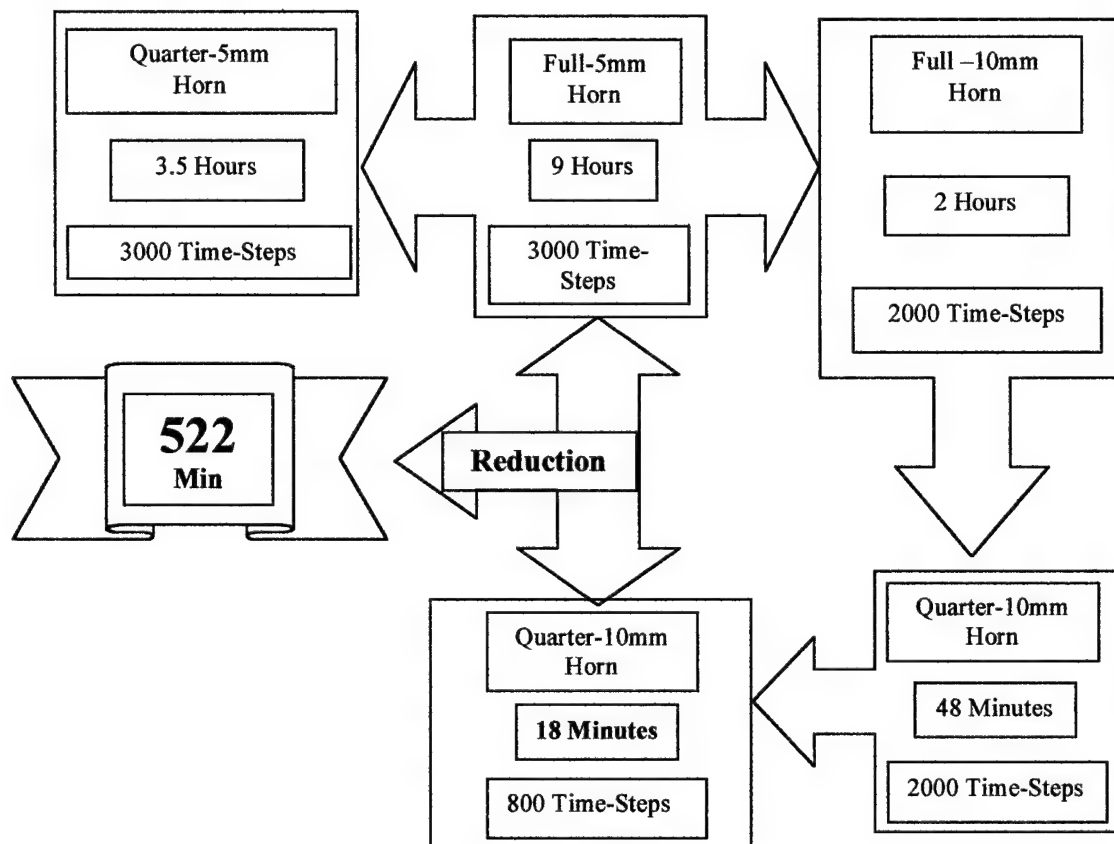 Quarter-5mm
Horn
3.5 Hours
3000 Time-Steps
Full-5mm
Horn
9 Hours
3000 Time-
Steps
Full –10mm
Horn
2 Hours
2000 Time-Steps
522
Min
Reduction
Quarter-10mm
Horn
18 Minutes
800 Time-Steps
Quarter-10mm
Horn
48 Minutes
2000 Time-Steps